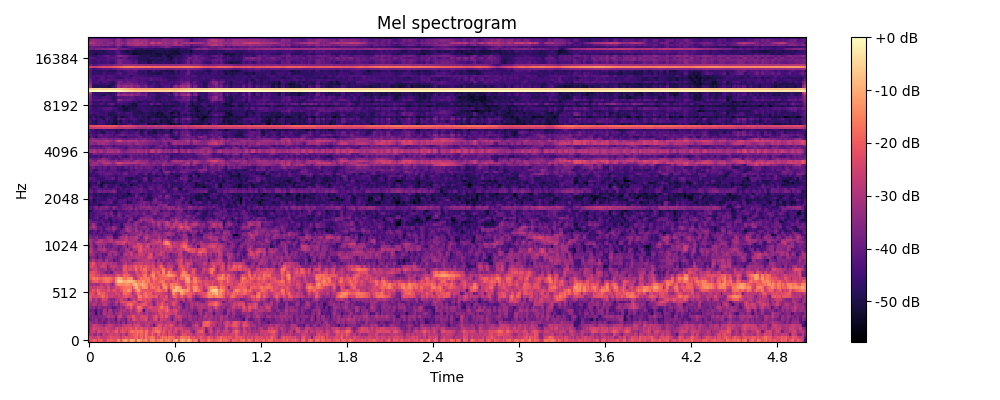 Mel spectrogram
Hz
16384
8192
4096
2048
1024
512
0
0 0.6 1.2 1.8 2.4 3 3.6 4.2 4.8
Time
+0 dB
-10 dB
-20 dB
-30 dB
-40 dB
-50 dB